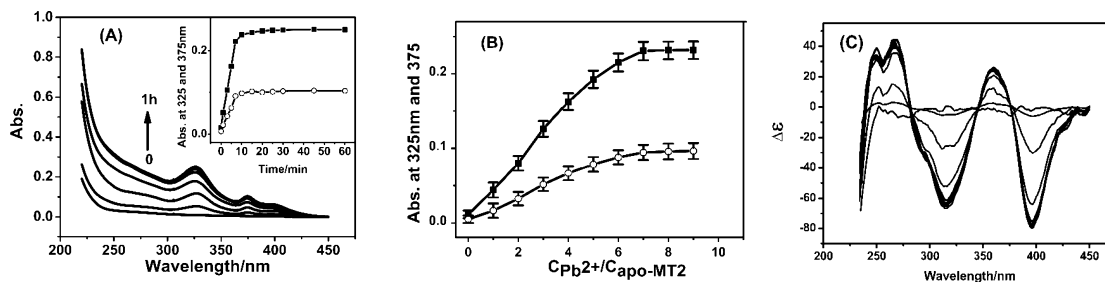 (A)
Abs.
1.0
0.8
0.6
0.4
0.2
0.0
200 250 300 350 400 450
Wavelength/nm
1h
0
Abs. at 325 and 375nm
0.2
0.0
0 10 20 30 40 50 60
Time/min
(B)
Abs. at 325nm and 375
0.2
0.1
0.0
0 2 4 6 8 10
CPb2+/Capo-MT2
(C)
Δε
40
20
0
-20
-40
-60
-80
200 250 300 350 400 450
Wavelength/nm